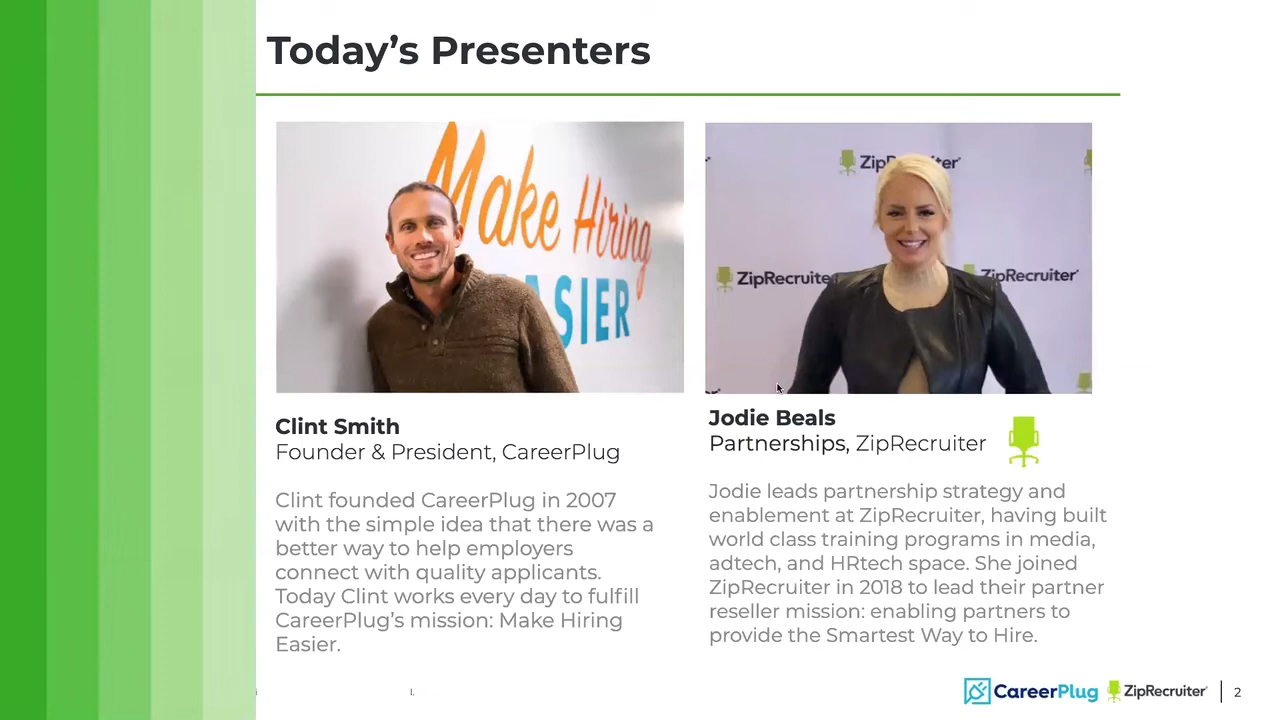 Today’s Presenters
Make Hiring
EASIER
ZipRecruiter
ZipRecruiter
ZipRecruiter
Clint Smith
Founder & President, CareerPlug
Clint founded CareerPlug in 2007
with the simple idea that there was a
better way to help employers
connect with quality applicants.
Today Clint works every day to fulfill
CareerPlug’s mission: Make Hiring
Easier.
Jodie Beals
Partnerships, ZipRecruiter
Jodie leads partnership strategy and
enablement at ZipRecruiter, having built
world class training programs in media,
adtech, and HRtech space. She joined
ZipRecruiter in 2018 to lead their partner
reseller mission: enabling partners to
provide the Smartest Way to Hire.
CareerPlug ZipRecruiter 2